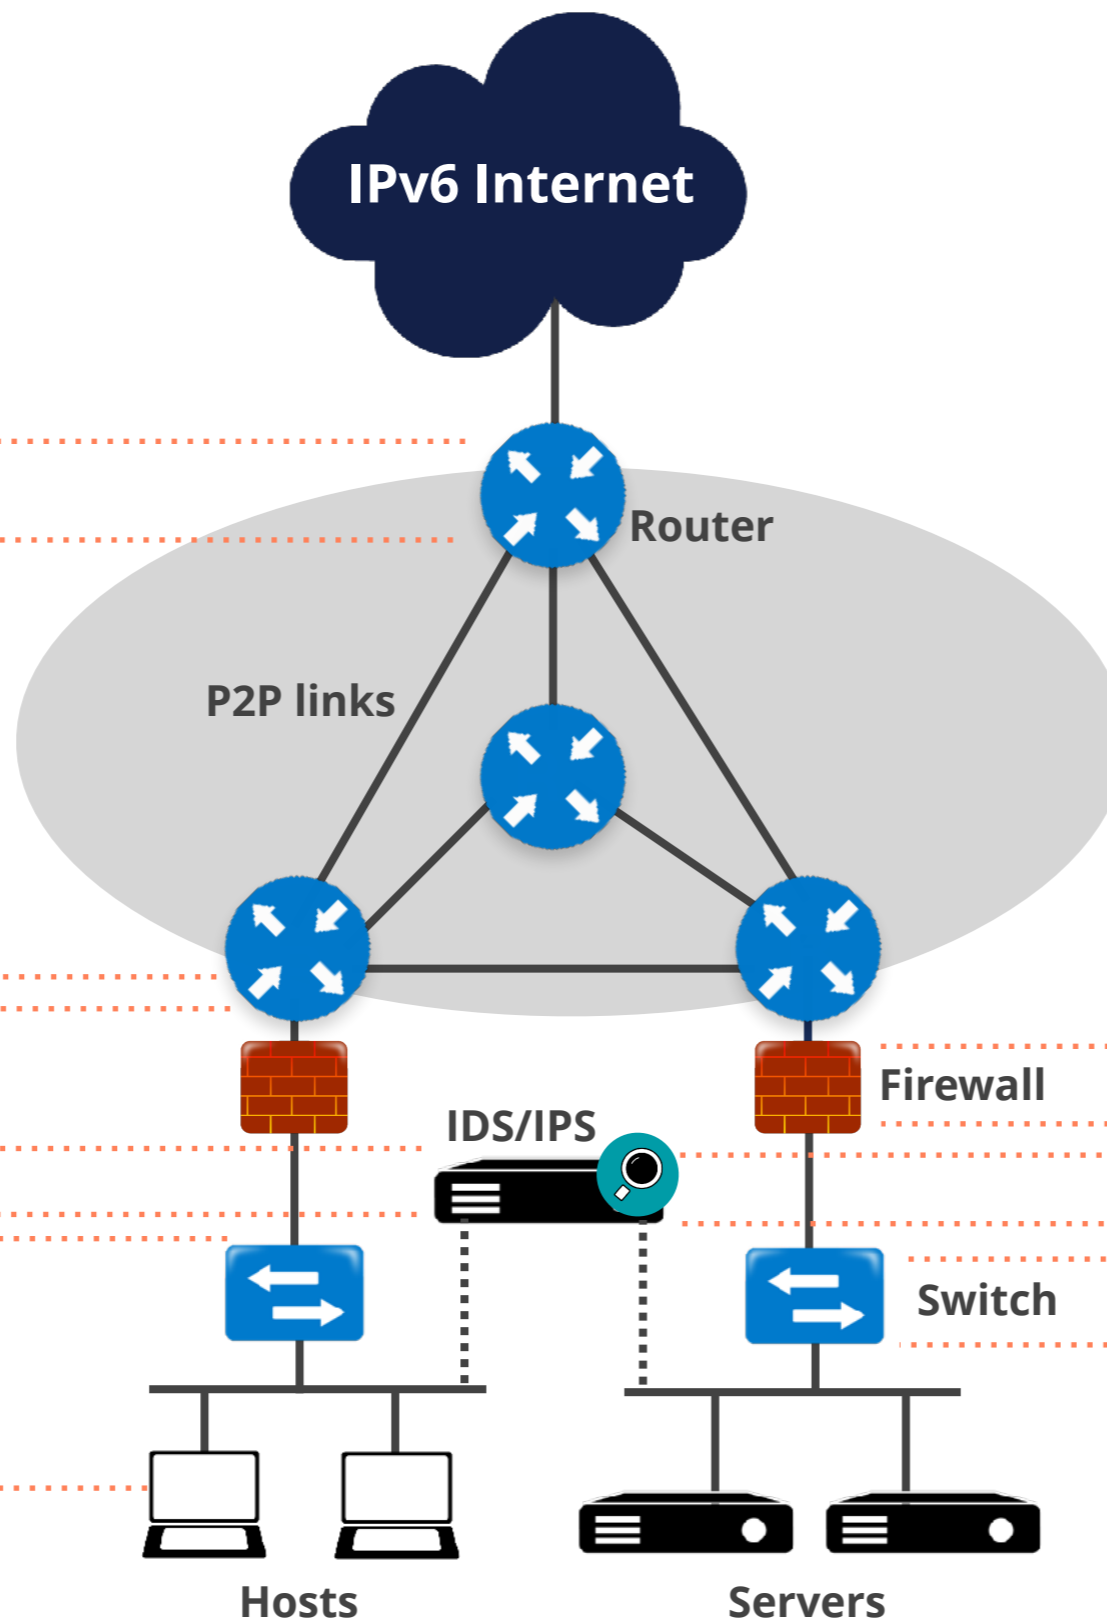 IPv6 Internet
Router
P2P links
Firewall
IDS/IPS
Switch
Hosts
Servers